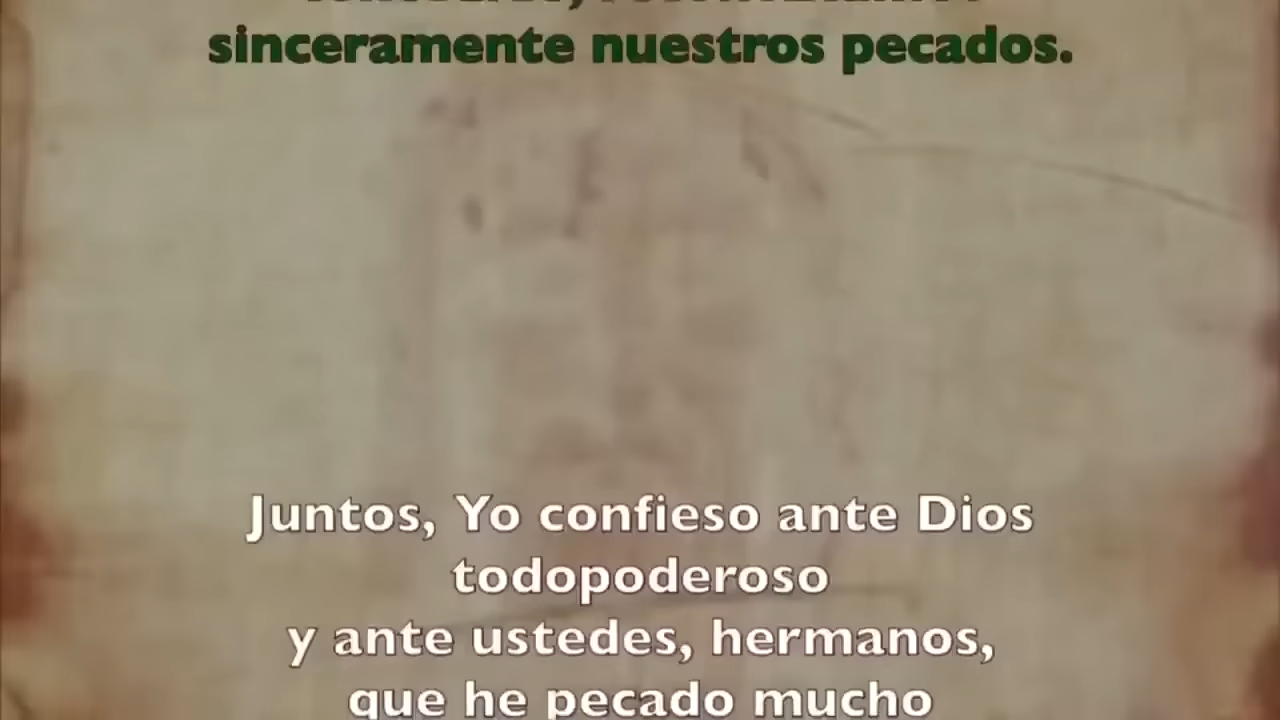 sinceramente nuestros pecados.
Juntos, Yo confieso ante Dios
todopoderoso
y ante ustedes, hermanos,
que he pecado mucho